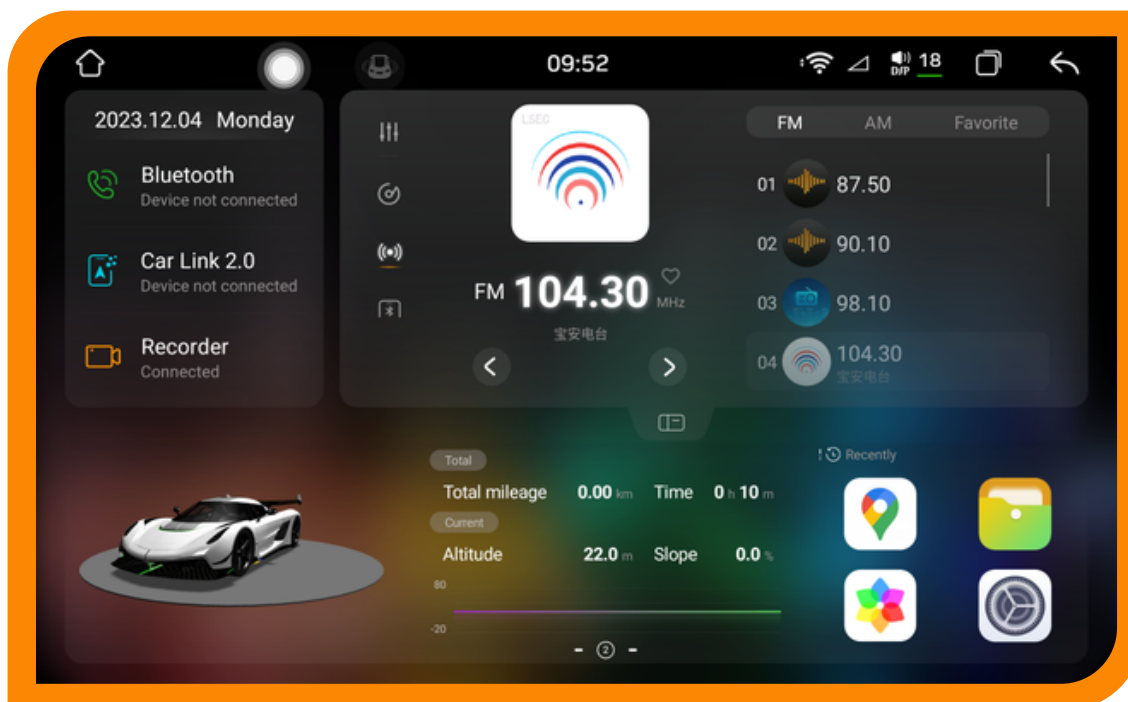 09:52
DSP 18
2023.12.04 Monday
Bluetooth
Device not connected
Car Link 2.0
Device not connected
Recorder
Connected
LSEC
FM 104.30 MHz
宝安电台
FM AM Favorite
01 87.50
02 90.10
03 98.10
04 104.30
宝安电台
Total
Total mileage 0.00 km Time 0 h 10 m
Current
Altitude 22.0 m Slope 0.0 %
80
-20
2
Recently